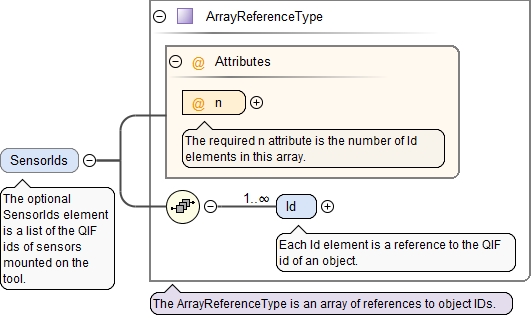 ArrayReferenceType
@ Attributes
@ n
The required n attribute is the number of Id
elements in this array.
SensorIds
The optional
SensorIds element
is a list of the QIF
ids of sensors
mounted on the
tool.
1..∞
Id
Each Id element is a reference to the QIF
id of an object.
The ArrayReferenceType is an array of references to object IDs.